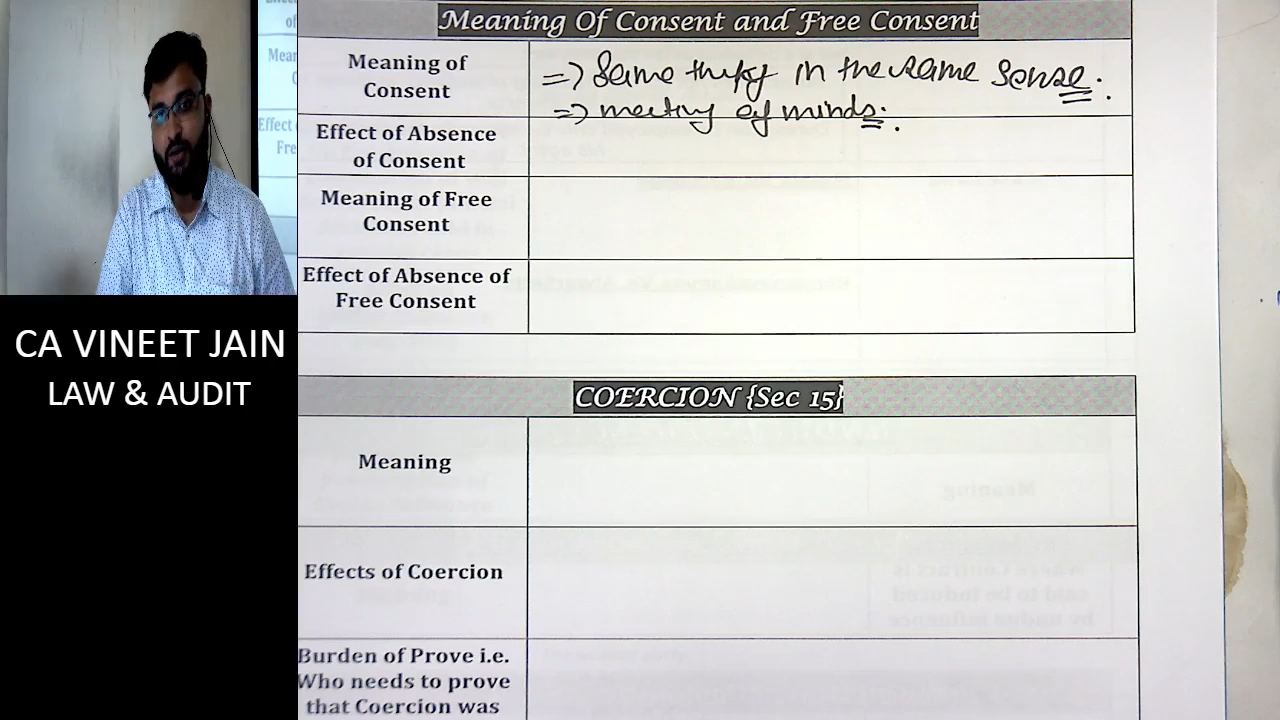 Meaning Of Consent and Free Consent
Meaning of
Consent
=> Same thing in the same sense.
=> meeting of minds.
Effect of Absence
of Consent
Meaning of Free
Consent
Effect of Absence of
Free Consent
CA VINEET JAIN
LAW & AUDIT
COERCION {Sec 15}
Meaning
Effects of Coercion
Burden of Prove i.e.
Who needs to prove
that Coercion was